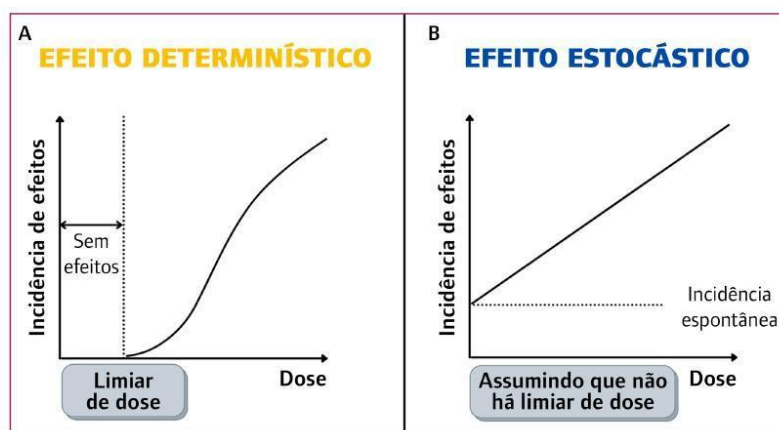 A
EFEITO DETERMINÍSTICO
Incidência de efeitos
Sem
efeitos
Limiar
de dose
Dose
B
EFEITO ESTOCÁSTICO
Incidência de efeitos
Incidência
espontânea
Assumindo que não
há limiar de dose
Dose